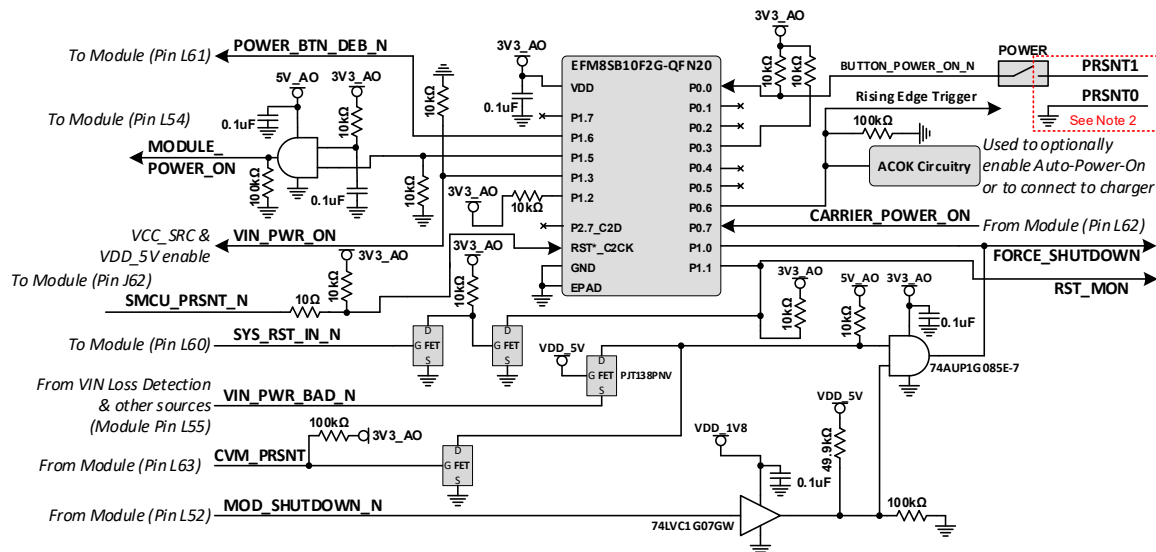 3V3_AO
To Module (Pin L61)
POWER_BTN_DEB_N
3V3_AO
EFM8SB10F2G-QFN20
POWER
5V_AO
3V3_AO
10kΩ
10kΩ
10kΩ
BUTTON_POWER_ON_N
PRSNT1
VDD
P0.0
0.1uF
P1.7
P0.1
Rising Edge Trigger
PRSNT0
0.1uF
10kΩ
P1.6
P0.2
See Note 2
To Module (Pin L54)
100kΩ
MODULE_
POWER_ON
P1.5
P0.3
ACOK Circuitry
Used to optionally
enable Auto-Power-On
or to connect to charger
P1.3
P0.4
100kΩ
0.1uF
10kΩ
3V3_AO
10kΩ
P1.2
P0.5
P0.6
CARRIER_POWER_ON
From Module (Pin L62)
VCC_SRC &
VDD_5V enable
VIN_PWR_ON
3V3_AO
P2.7_C2D
P0.7
RST*_C2CK
P1.0
FORCE_SHUTDOWN
3V3_AO
GND
P1.1
To Module (Pin J62)
10kΩ
10kΩ
EPAD
3V3_AO
5V_AO
3V3_AO
RST_MON
SMCU_PRSNT_N
10Ω
10kΩ
10kΩ
0.1uF
To Module (Pin L60)
SYS_RST_IN_N
D
G FET
S
D
G FET
S
VDD_5V
D
G FET
S
PJT138PNV
74AUP1G085E-7
From VIN Loss Detection
& other sources
(Module Pin L55)
VIN_PWR_BAD_N
VDD_5V
100kΩ
3V3_AO
VDD_1V8
49.9kΩ
From Module (Pin L63)
CVM_PRSNT
D
G FET
S
0.1uF
From Module (Pin L52)
MOD_SHUTDOWN_N
100kΩ
74LVC1G07GW